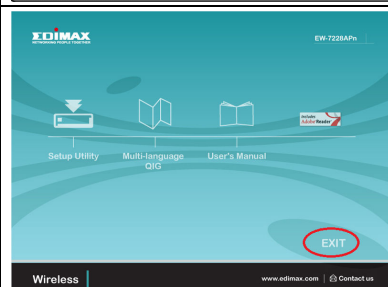 EDIMAX
NETWORKING PEOPLE TOGETHER
EW-7228APn
Includes
Adobe Reader
Setup Utility
Multi-language
QIG
User's Manual
EXIT
Wireless
www.edimax.com
Contact us